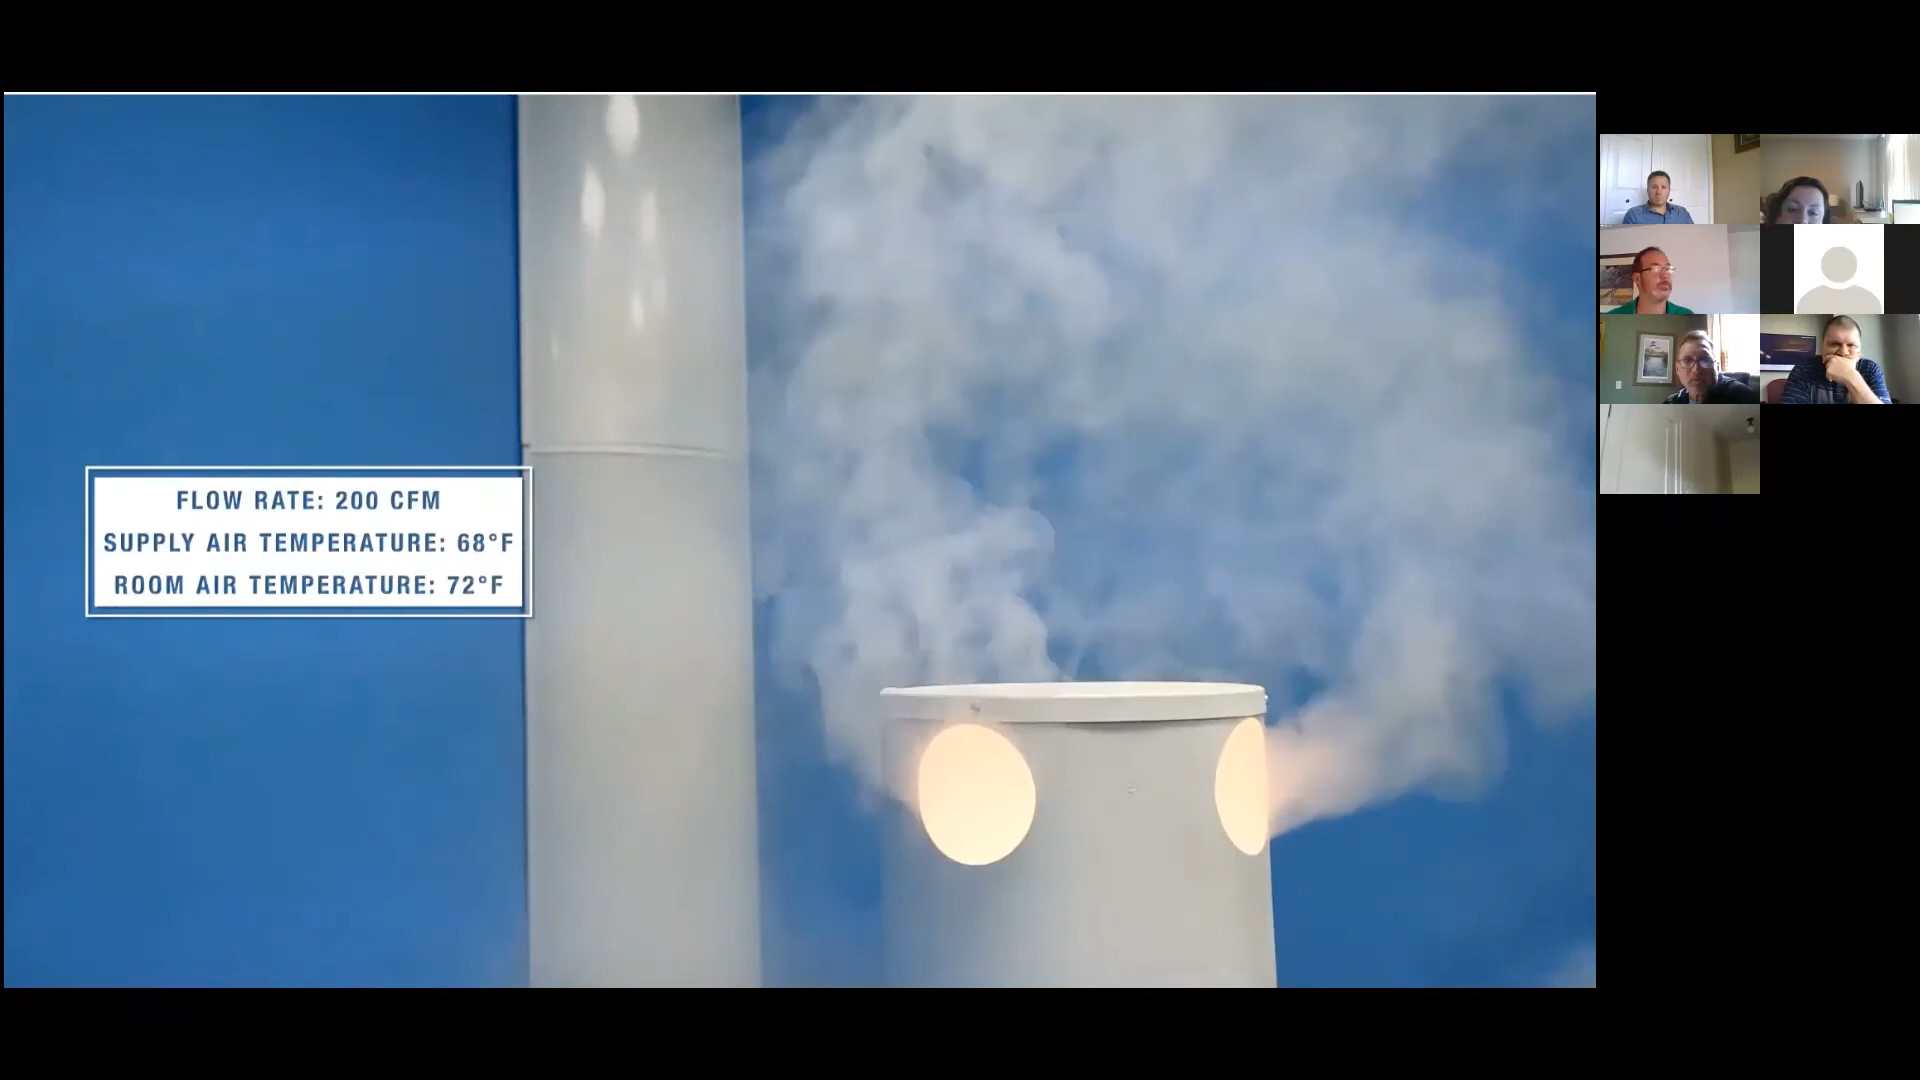 FLOW RATE: 200 CFM
SUPPLY AIR TEMPERATURE: 68°F
ROOM AIR TEMPERATURE: 72°F